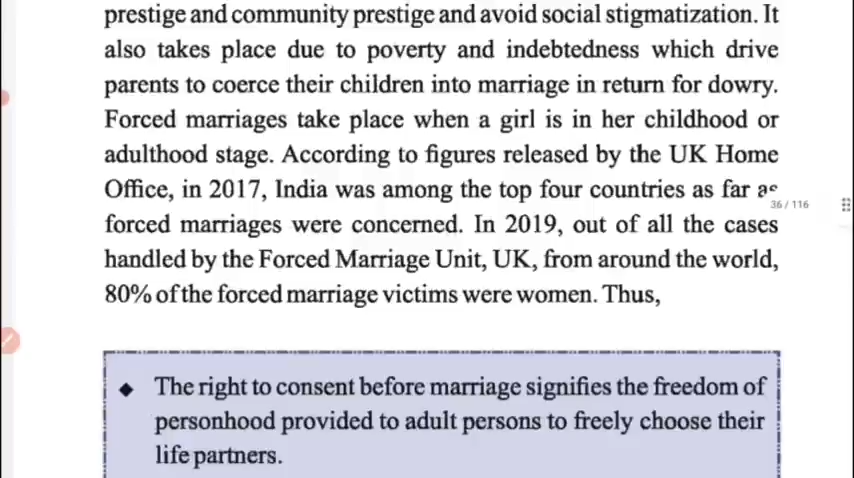 prestige and community prestige and avoid social stigmatization. It
also takes place due to poverty and indebtedness which drive
parents to coerce their children into marriage in return for dowry.
Forced marriages take place when a girl is in her childhood or
adulthood stage. According to figures released by the UK Home
Office, in 2017, India was among the top four countries as far as
36 / 116
forced marriages were concerned. In 2019, out of all the cases
handled by the Forced Marriage Unit, UK, from around the world,
80% of the forced marriage victims were women. Thus,
◆ The right to consent before marriage signifies the freedom of
personhood provided to adult persons to freely choose their
life partners.